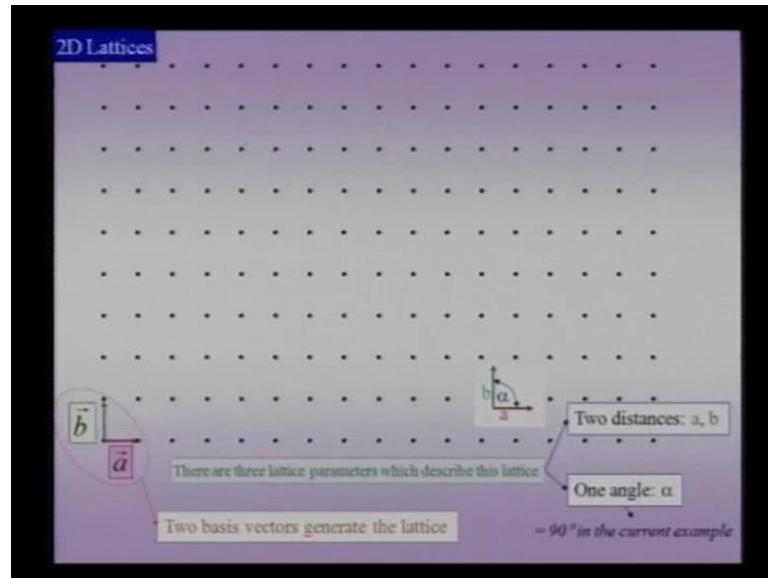 2D Lattices
b
α
a
b
a
Two distances: a, b
There are three lattice parameters which describe this lattice
One angle: α
Two basis vectors generate the lattice
= 90° in the current example